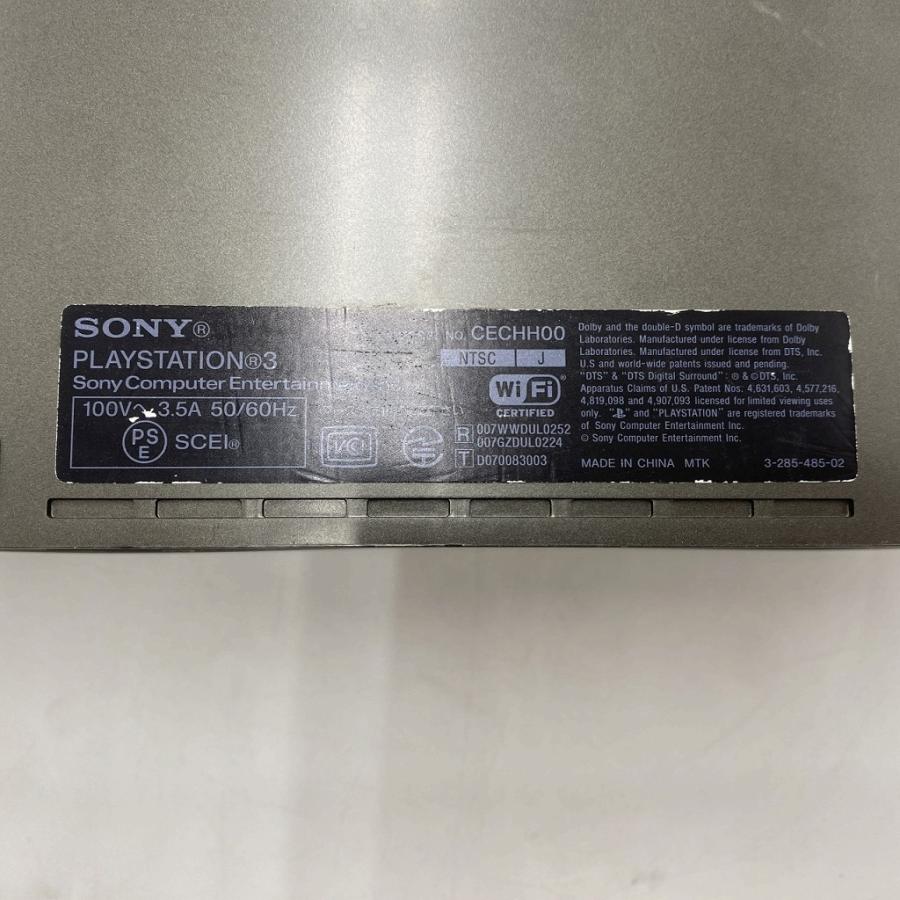 SONY®
PLAYSTATION®3
Sony Computer Entertainm
100V~ 3.5A 50/60Hz
PS
E
SCEI®
VCI
NO. CECHH00
NTSC J
Wi Fi
CERTIFIED
R 007WWDUL0252
007GZDUL0224
T D070083003
Dolby and the double-D symbol are trademarks of Dolby
Laboratories. Manufactured under license from Dolby
Laboratories. Manufactured under license from DTS, Inc.
U.S and world-wide patents issued and pending.
"DTS" & "DTS Digital Surround": ® & ©DTS, Inc.
Apparatus Claims of U.S. Patent Nos: 4,631,603, 4,577,216,
4,819,098 and 4,907,093 licensed for limited viewing uses
only. " " and "PLAYSTATION" are registered trademarks
of Sony Computer Entertainment Inc.
© Sony Computer Entertainment Inc.
MADE IN CHINA MTK 3-285-485-02